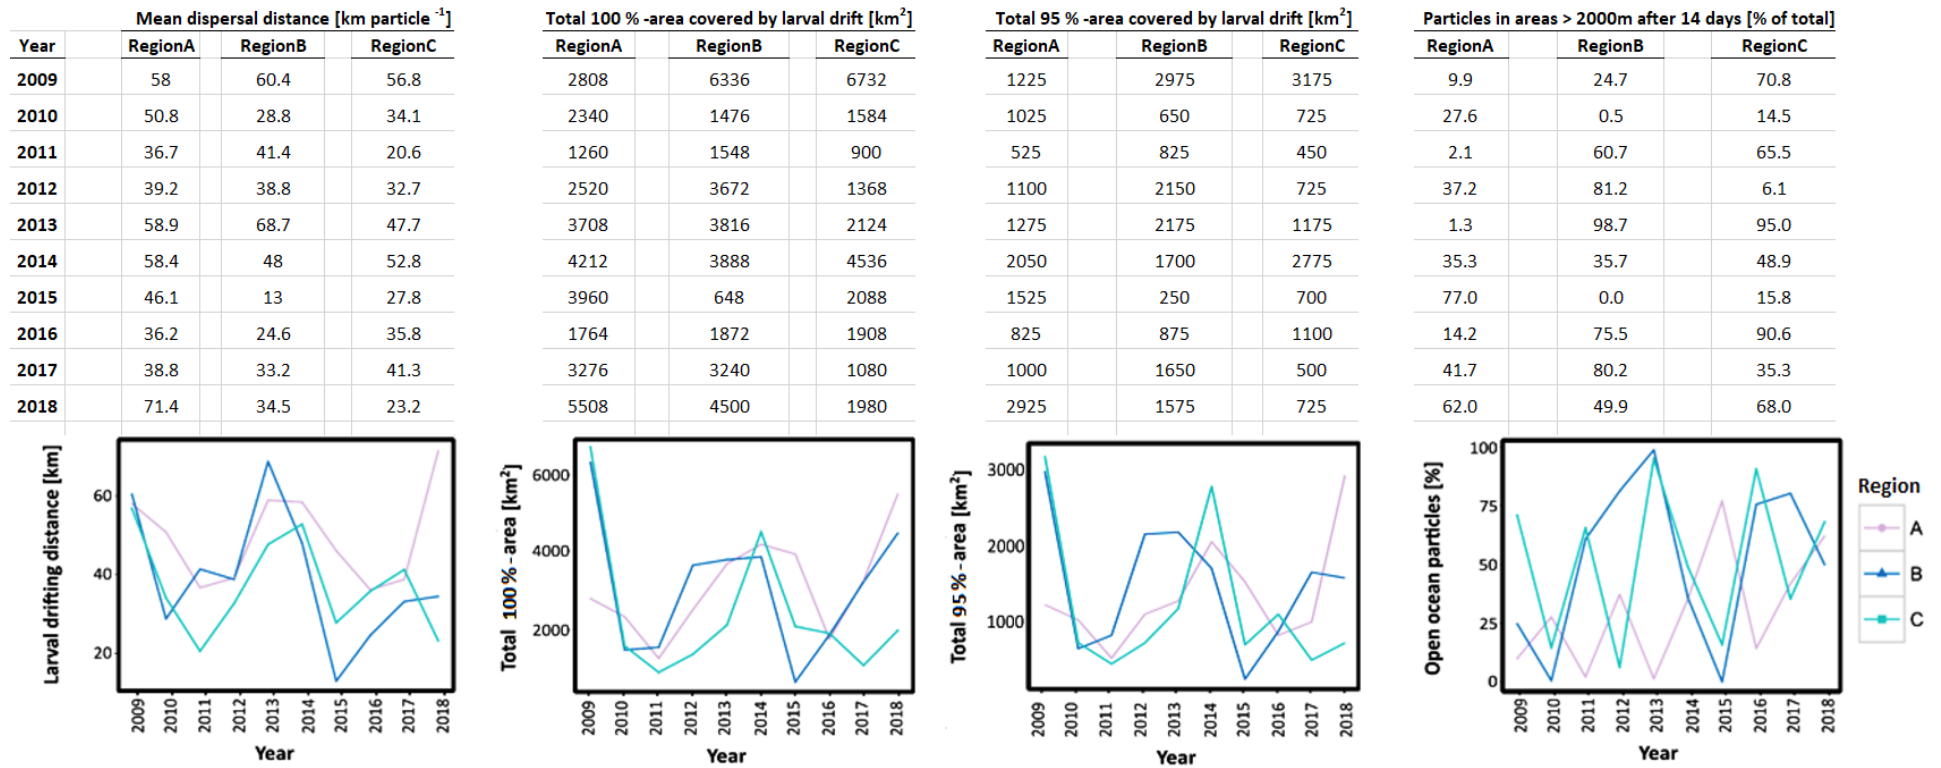 Mean dispersal distance [km particle -1] Total 100 % -area covered by larval drift [km2] Total 95 % -area covered by larval drift [km2] Particles in areas > 2000m after 14 days [% of total]
Year RegionA RegionB RegionC RegionA RegionB RegionC RegionA RegionB RegionC RegionA RegionB RegionC
2009 58 60.4 56.8 2808 6336 6732 1225 2975 3175 9.9 24.7 70.8
2010 50.8 28.8 34.1 2340 1476 1584 1025 650 725 27.6 0.5 14.5
2011 36.7 41.4 20.6 1260 1548 900 525 825 450 2.1 60.7 65.5
2012 39.2 38.8 32.7 2520 3672 1368 1100 2150 725 37.2 81.2 6.1
2013 58.9 68.7 47.7 3708 3816 2124 1275 2175 1175 1.3 98.7 95.0
2014 58.4 48 52.8 4212 3888 4536 2050 1700 2775 35.3 35.7 48.9
2015 46.1 13 27.8 3960 648 2088 1525 250 700 77.0 0.0 15.8
2016 36.2 24.6 35.8 1764 1872 1908 825 875 1100 14.2 75.5 90.6
2017 38.8 33.2 41.3 3276 3240 1080 1000 1650 500 41.7 80.2 35.3
2018 71.4 34.5 23.2 5508 4500 1980 2925 1575 725 62.0 49.9 68.0
Larval drifting distance [km]
60
40
20
2009 2010 2011 2012 2013 2014 2015 2016 2017 2018
Year
Total 100%-area [km2]
6000
4000
2000
2009 2010 2011 2012 2013 2014 2015 2016 2017 2018
Year
Total 95%-area [km2]
3000
2000
1000
2009 2010 2011 2012 2013 2014 2015 2016 2017 2018
Year
Open ocean particles [%]
100
75
50
25
0
2009 2010 2011 2012 2013 2014 2015 2016 2017 2018
Year
Region
A
B
C